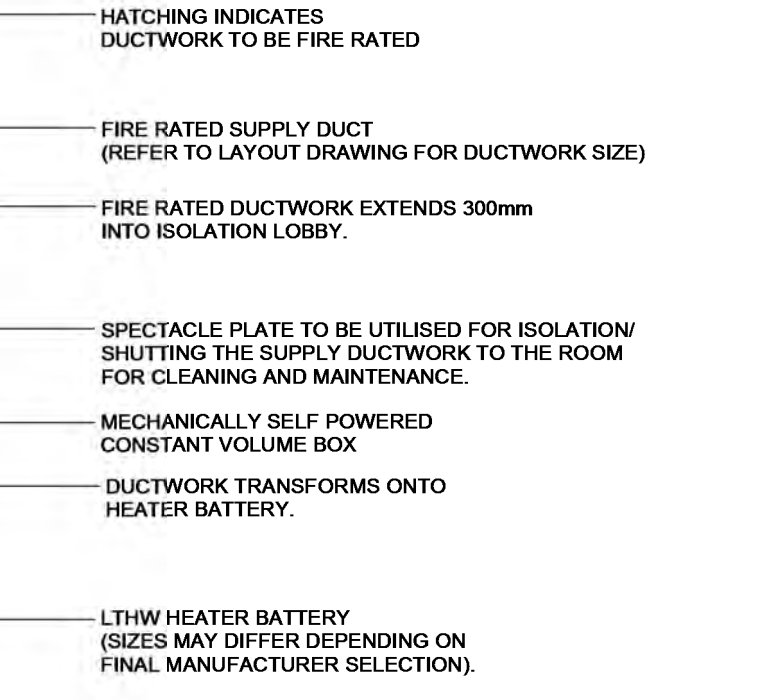 HATCHING INDICATES
DUCTWORK TO BE FIRE RATED
FIRE RATED SUPPLY DUCT
(REFER TO LAYOUT DRAWING FOR DUCTWORK SIZE)
FIRE RATED DUCTWORK EXTENDS 300mm
INTO ISOLATION LOBBY.
SPECTACLE PLATE TO BE UTILISED FOR ISOLATION/
SHUTTING THE SUPPLY DUCTWORK TO THE ROOM
FOR CLEANING AND MAINTENANCE.
MECHANICALLY SELF POWERED
CONSTANT VOLUME BOX
DUCTWORK TRANSFORMS ONTO
HEATER BATTERY.
LTHW HEATER BATTERY
(SIZES MAY DIFFER DEPENDING ON
FINAL MANUFACTURER SELECTION).